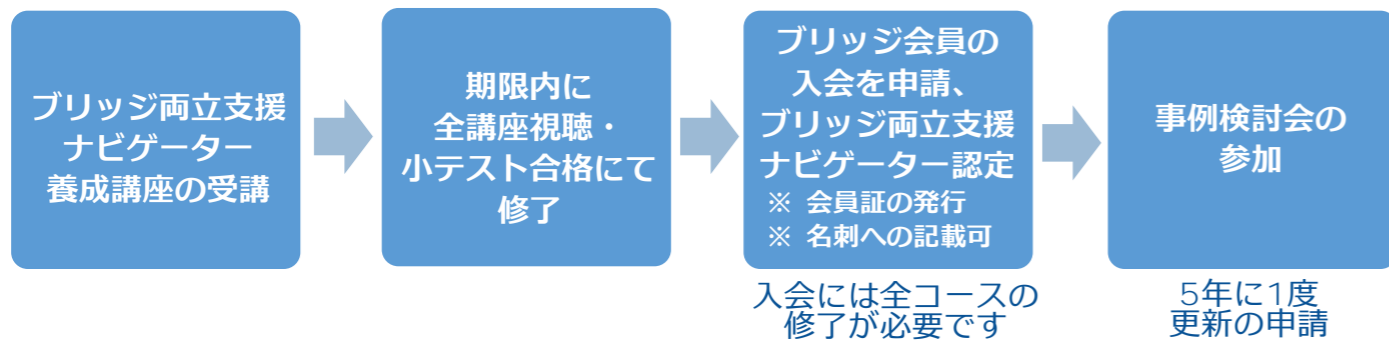 ブリッジ両立支援
ナビゲーター
養成講座の受講
期限内に
全講座視聴・
小テスト合格にて
修了
ブリッジ会員の
入会を申請、
ブリッジ両立支援
ナビゲーター認定
※ 会員証の発行
※ 名刺への記載可
入会には全コースの
修了が必要です
事例検討会の
参加
5年に1度
更新の申請